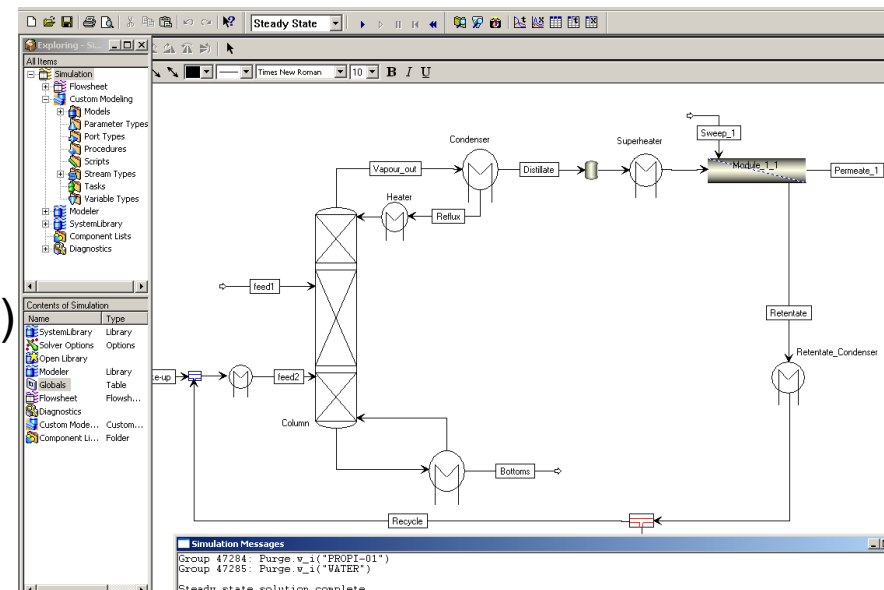 Steady State
Exploring - Si...
All Items
Simulation
Flowsheet
Custom Modeling
Models
Parameter Types
Port Types
Procedures
Scripts
Stream Types
Tasks
Variable Types
Modeler
SystemLibrary
Component Lists
Diagnostics
Times New Roman 10 B I U
Condenser
Superheater
Sweep_1
Vapour_out
Distillate
Module_1_1
Permeate_1
Heater
Reflux
feed1
)
Contents of Simulation
Name Type
SystemLibrary Library
Solver Options Options
Open Library
Modeler Library
Globals Table
Flowsheet Flowsh...
Diagnostics
Custom Mode... Custom...
Component Li... Folder
Retentate
Retentate_Condenser
ke-up
feed2
Column
Bottoms
Recycle
Simulation Messages
Group 47284: Purge.w_i("PROPI-01")
Group 47285: Purge.w_i("WATER")
Steady state solution complete